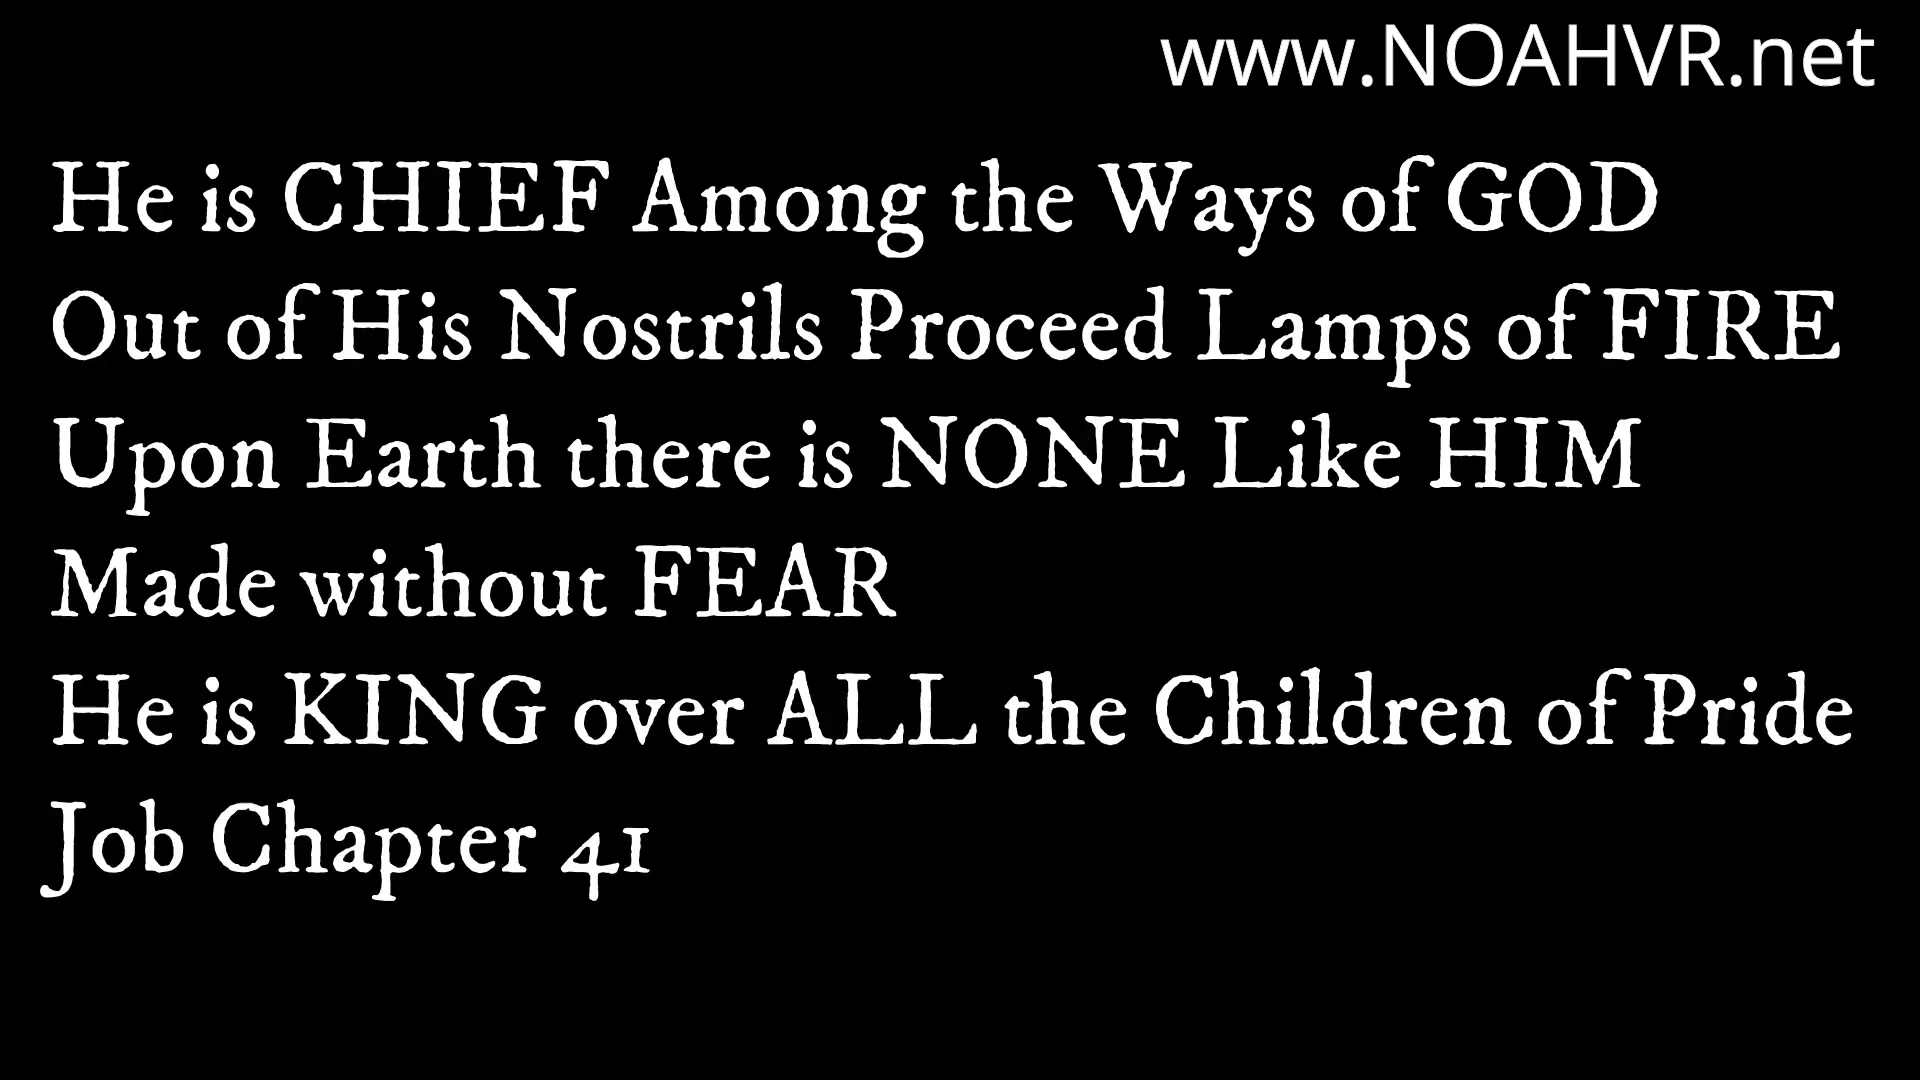 www.NOAHVR.net
He is CHIEF Among the Ways of GOD
Out of His Nostrils Proceed Lamps of FIRE
Upon Earth there is NONE Like HIM
Made without FEAR
He is KING over ALL the Children of Pride
Job Chapter 41